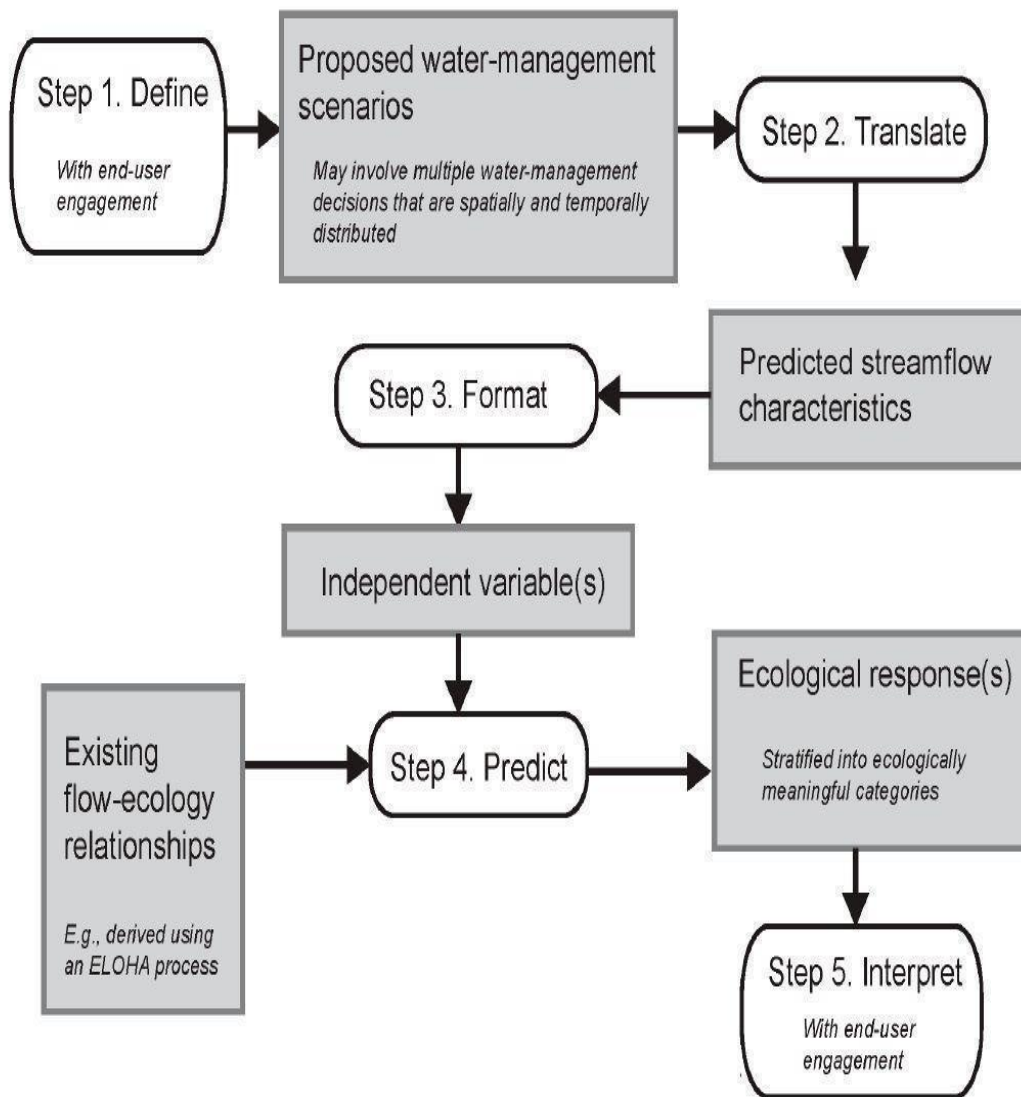 Step 1. Define
With end-user
engagement
Proposed water-management
scenarios
May involve multiple water-management
decisions that are spatially and temporally
distributed
Step 2. Translate
Predicted streamflow
characteristics
Step 3. Format
Independent variable(s)
Existing
flow-ecology
relationships
E.g., derived using
an ELOHA process
Step 4. Predict
Ecological response(s)
Stratified into ecologically
meaningful categories
Step 5. Interpret
With end-user
engagement